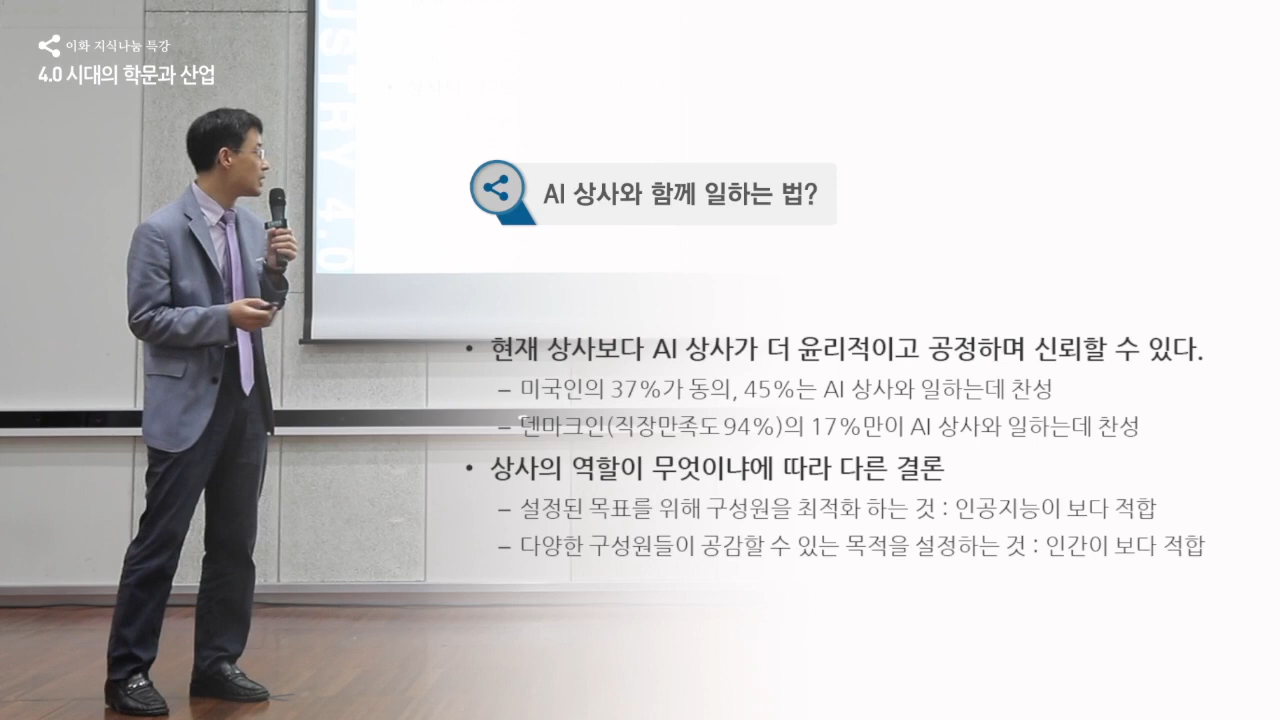 이화 지식나눔 특강
4.0 시대의 학문과 산업
USTRY 4.0
AI 상사와 함께 일하는 법?
• 현재 상사보다 AI 상사가 더 윤리적이고 공정하며 신뢰할 수 있다.
– 미국인의 37%가 동의, 45%는 AI 상사와 일하는데 찬성
– 덴마크인(직장만족도94%)의 17%만이 AI 상사와 일하는데 찬성
• 상사의 역할이 무엇이냐에 따라 다른 결론
– 설정된 목표를 위해 구성원을 최적화 하는 것 : 인공지능이 보다 적합
– 다양한 구성원들이 공감할 수 있는 목적을 설정하는 것 : 인간이 보다 적합